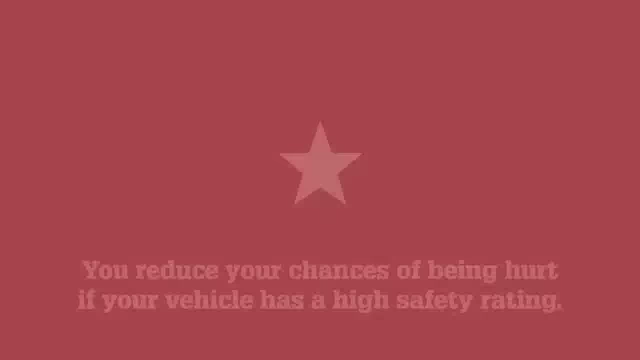 You reduce your chances of being hurt
if your vehicle has a high safety rating.